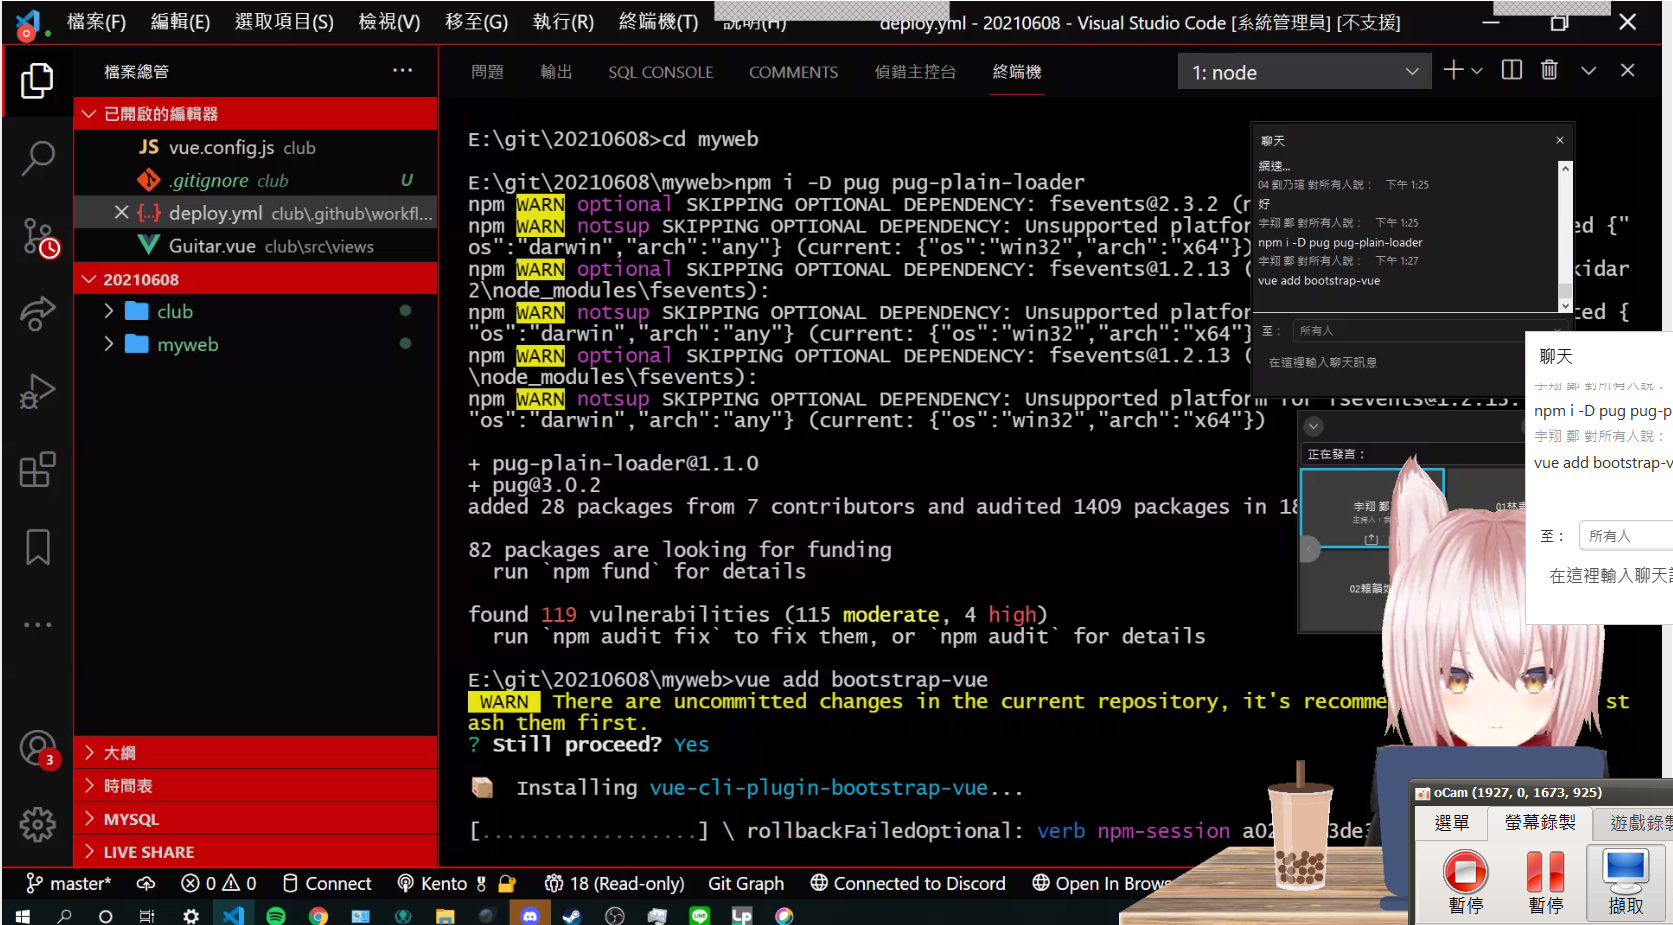 檔案(F) 編輯(E) 選取項目(S) 檢視(V) 移至(G) 執行(R) 終端機(T) 說明(H) deploy.yml - 20210608 - Visual Studio Code [系統管理員] [不支援]
檔案總管 ...
問題 輸出 SQL CONSOLE COMMENTS 偵錯主控台 終端機 1: node
已開啟的編輯器
JS vue.config.js club
.gitignore club U
{..} deploy.yml club\.github\workfl...
Guitar.vue club\src\views
20210608
club
myweb
大綱
時間表
MYSQL
LIVE SHARE
3
E:\git\20210608>cd myweb
E:\git\20210608\myweb>npm i -D pug pug-plain-loader
npm WARN optional SKIPPING OPTIONAL DEPENDENCY: fsevents@2.3.2 (n
npm WARN notsup SKIPPING OPTIONAL DEPENDENCY: Unsupported platfor ed {"
os":"darwin","arch":"any"} (current: {"os":"win32","arch":"x64"})
npm WARN optional SKIPPING OPTIONAL DEPENDENCY: fsevents@1.2.13 ( kidar
2\node_modules\fsevents):
npm WARN notsup SKIPPING OPTIONAL DEPENDENCY: Unsupported platfor ted {
"os":"darwin","arch":"any"} (current: {"os":"win32","arch":"x64"}
npm WARN optional SKIPPING OPTIONAL DEPENDENCY: fsevents@1.2.13 (
\node_modules\fsevents):
npm WARN notsup SKIPPING OPTIONAL DEPENDENCY: Unsupported platform for fsevents@1.2.13:
"os":"darwin","arch":"any"} (current: {"os":"win32","arch":"x64"})
+ pug-plain-loader@1.1.0
+ pug@3.0.2
added 28 packages from 7 contributors and audited 1409 packages in 18
82 packages are looking for funding
run `npm fund` for details
found 119 vulnerabilities (115 moderate, 4 high)
run `npm audit fix` to fix them, or `npm audit` for details
E:\git\20210608\myweb>vue add bootstrap-vue
WARN There are uncommitted changes in the current repository, it's recomme st
ash them first.
? Still proceed? Yes
Installing vue-cli-plugin-bootstrap-vue...
[..................] \ rollbackFailedOptional: verb npm-session a02 3de
聊天
網速...
04 劉乃瑄 對所有人說： 下午 1:25
好
宇翔 鄭 對所有人說： 下午 1:25
npm i -D pug pug-plain-loader
宇翔 鄭 對所有人說： 下午 1:27
vue add bootstrap-vue
至： 所有人
在這裡輸入聊天訊息
正在發言：
宇翔 鄭
聊天
宇翔 鄭 對所有人說：
npm i -D pug pug-p
宇翔 鄭 對所有人說：
vue add bootstrap-v
至： 所有人
在這裡輸入聊天
oCam (1927, 0, 1673, 925)
選單 螢幕錄製 遊戲錄製
暫停 暫停 擷取
master* 0 0 Connect Kento 18 (Read-only) Git Graph Connected to Discord Open In Brows